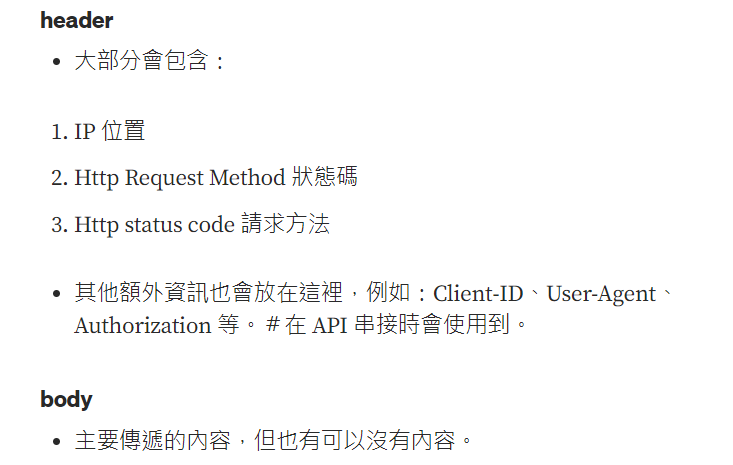 header
• 大部分會包含：
1. IP 位置
2. Http Request Method 狀態碼
3. Http status code 請求方法
• 其他額外資訊也會放在這裡，例如：Client-ID、User-Agent、
Authorization 等。＃在 API 串接時會使用到。
body
• 主要傳遞的內容，但也有可以沒有內容。